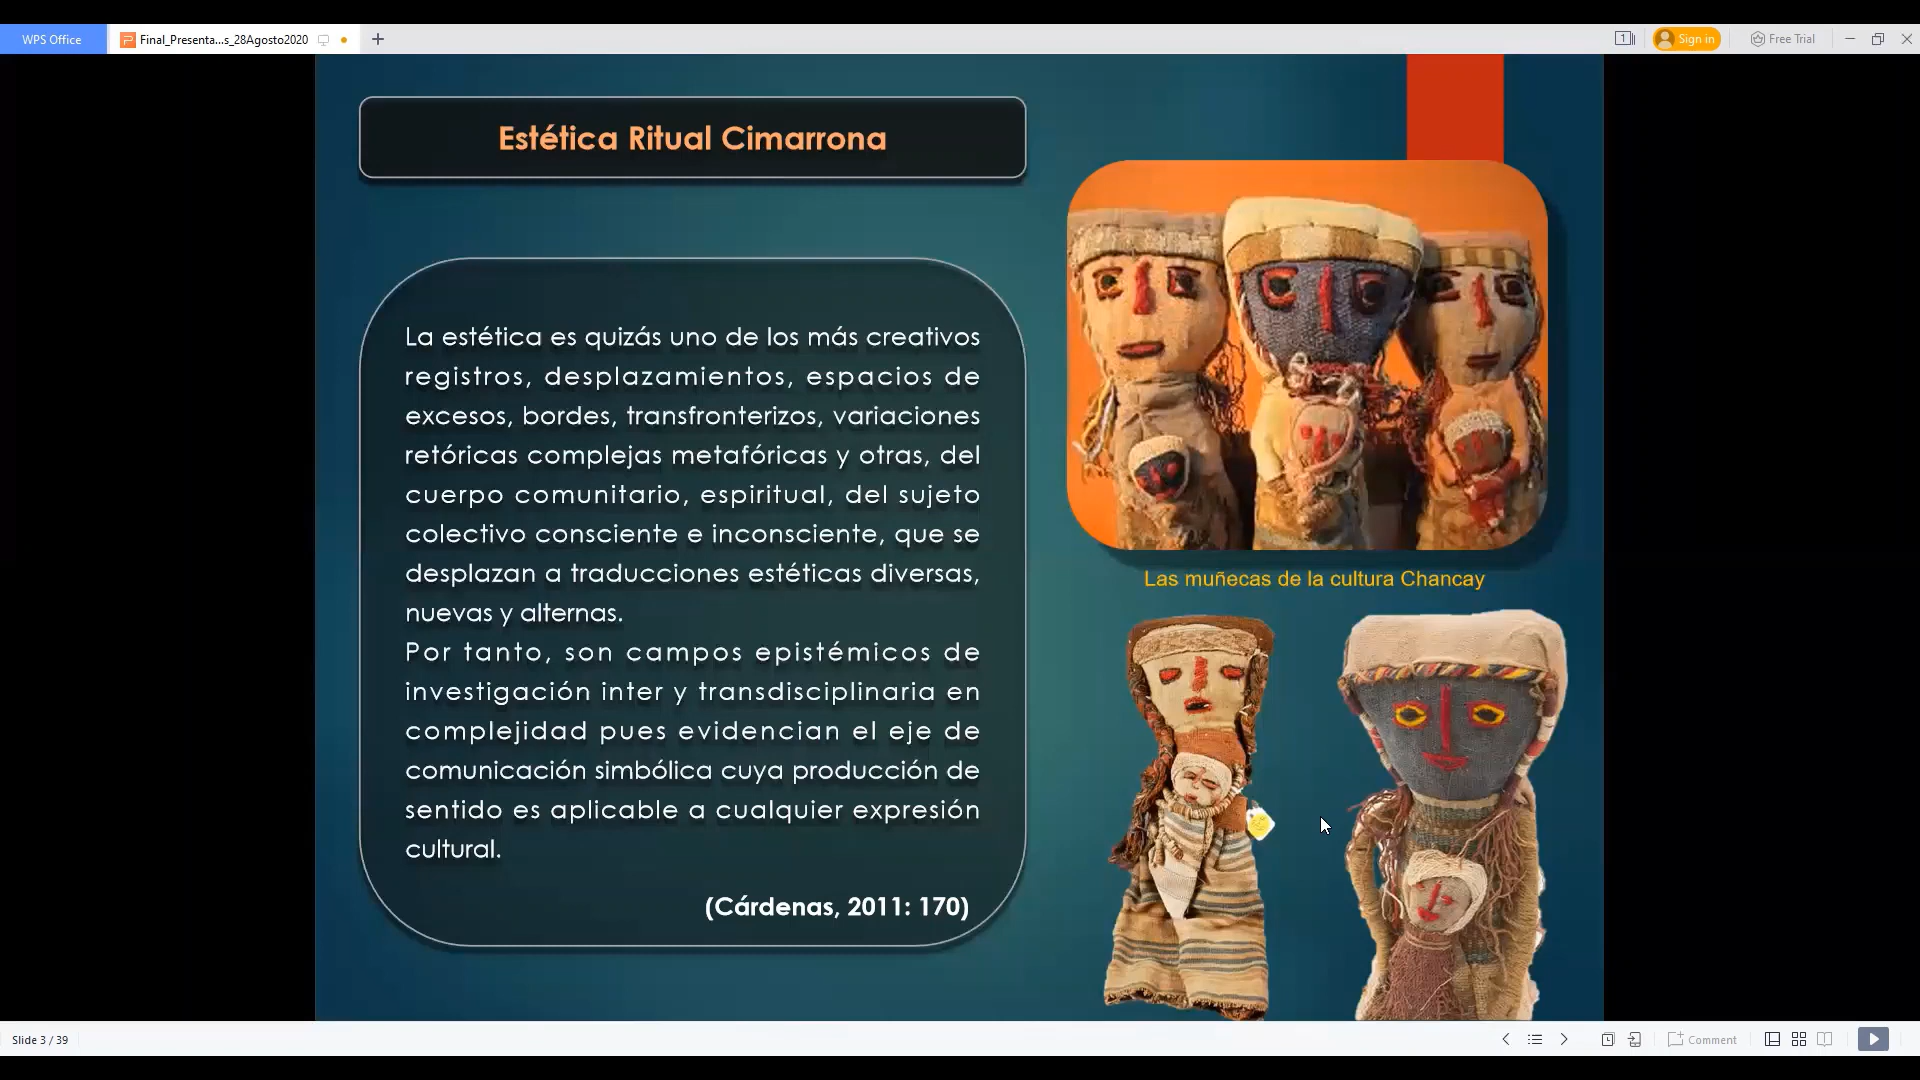 WPS Office
Final_Presenta...s_28Agosto2020
1
Sign in
Free Trial
Estética Ritual Cimarrona
La estética es quizás uno de los más creativos
registros, desplazamientos, espacios de
excesos, bordes, transfronterizos, variaciones
retóricas complejas metafóricas y otras, del
cuerpo comunitario, espiritual, del sujeto
colectivo consciente e inconsciente, que se
desplazan a traducciones estéticas diversas,
nuevas y alternas.
Por tanto, son campos epistémicos de
investigación inter y transdisciplinaria en
complejidad pues evidencian el eje de
comunicación simbólica cuya producción de
sentido es aplicable a cualquier expresión
cultural.
(Cárdenas, 2011: 170)
Las muñecas de la cultura Chancay
Slide 3 / 39
Comment